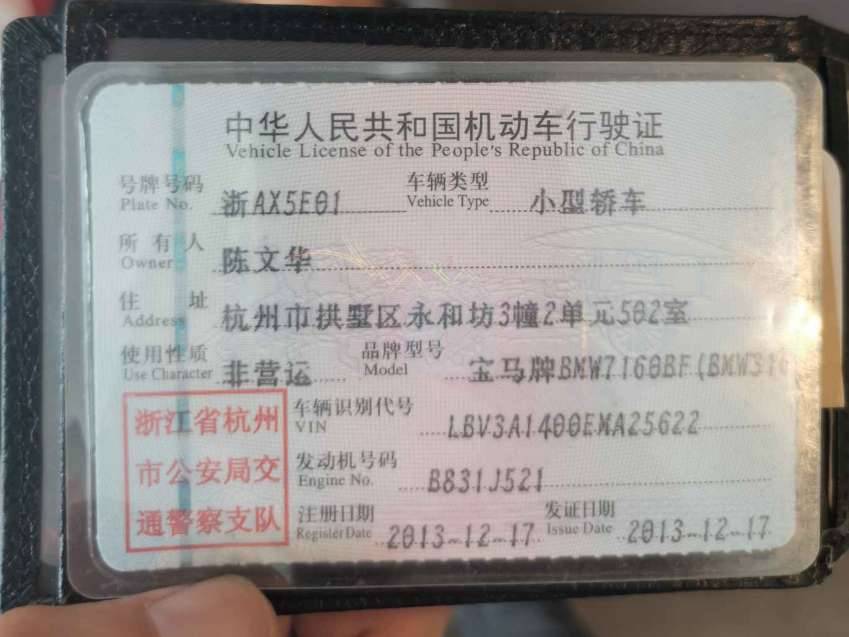 中华人民共和国机动车行驶证
Vehicle License of the People's Republic of China
号牌号码 浙AX5E01 车辆类型 小型轿车
Plate No. Vehicle Type
所有人 陈文华
Owner
住址 杭州市拱墅区永和坊3幢2单元502室
Address
使用性质 非营运 品牌型号 宝马牌BMW7160BF(BMW316
Use Character Model
浙江省杭州
市公安局交
通警察支队
车辆识别代号 LBV3A1400EMA25622
VIN
发动机号码 B831J521
Engine No.
注册日期 2013-12-17 发证日期 2013-12-17
Register Date Issue Date